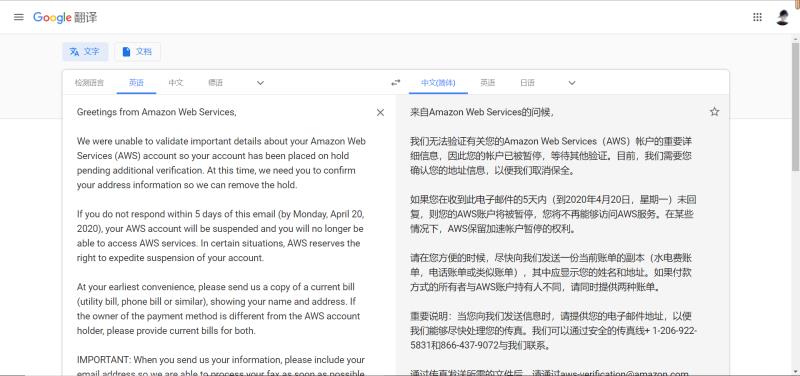 Google 翻译
文字
文档
检测语言
英语
中文
德语
中文(简体)
英语
日语
Greetings from Amazon Web Services,
We were unable to validate important details about your Amazon Web
Services (AWS) account so your account has been placed on hold
pending additional verification. At this time, we need you to confirm
your address information so we can remove the hold.
If you do not respond within 5 days of this email (by Monday, April 20,
2020), your AWS account will be suspended and you will no longer be
able to access AWS services. In certain situations, AWS reserves the
right to expedite suspension of your account.
At your earliest convenience, please send us a copy of a current bill
(utility bill, phone bill or similar), showing your name and address. If
the owner of the payment method is different from the AWS account
holder, please provide current bills for both.
IMPORTANT: When you send us your information, please include your
email address so we are able to process your fax as soon as possible
来自Amazon Web Services的问候，
我们无法验证有关您的Amazon Web Services（AWS）帐户的重要详
细信息，因此您的帐户已被暂停，等待其他验证。目前，我们需要您
确认您的地址信息，以便我们取消保全。
如果您在收到此电子邮件的5天内（到2020年4月20日，星期一）未回
复，则您的AWS账户将被暂停，您将不再能够访问AWS服务。在某些
情况下，AWS保留加速帐户暂停的权利。
请在您方便的时候，尽快向我们发送一份当前账单的副本（水电费账
单，电话账单或类似账单），其中应显示您的姓名和地址。如果付款
方式的所有者与AWS账户持有人不同，请同时提供两种账单。
重要说明：当您向我们发送信息时，请提供您的电子邮件地址，以便
我们能够尽快处理您的传真。我们可以通过安全的传真线+ 1-206-922-
5831和866-437-9072与我们联系。
通过传真发送所需的文件后，请通过aws-verification@amazon.com